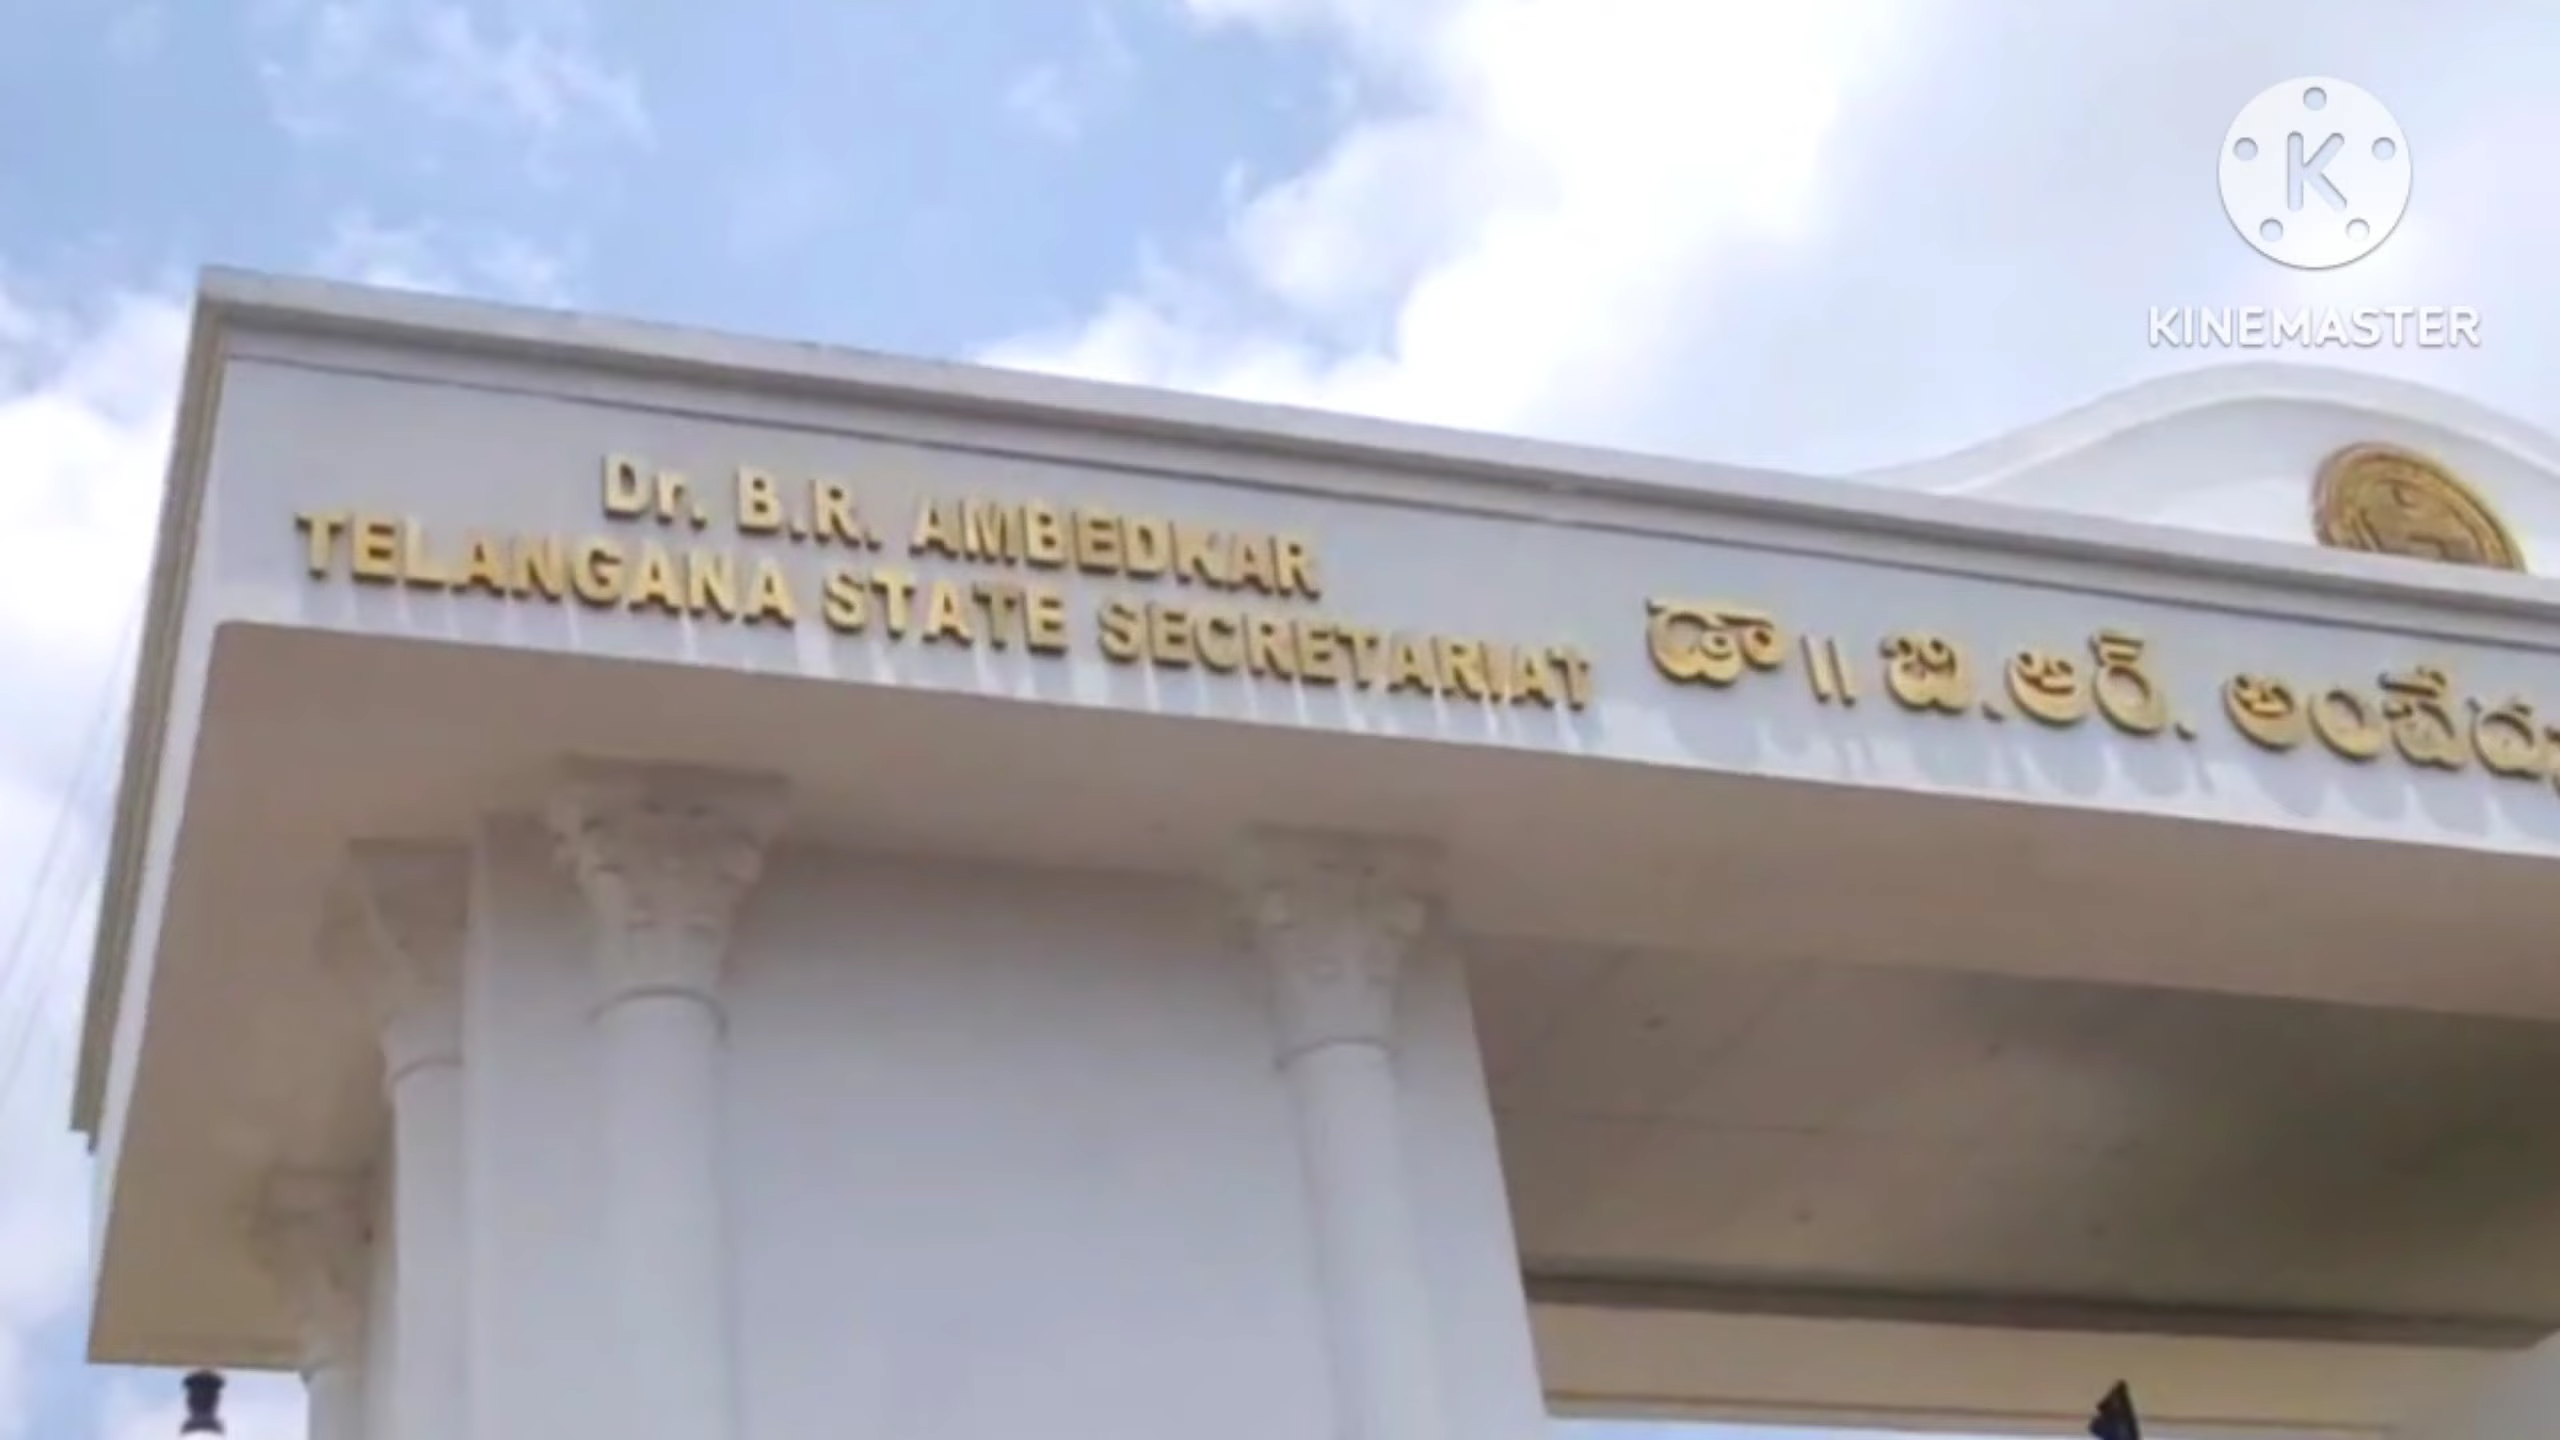 Dr. B.R. AMBEDKAR
TELANGANA STATE SECRETARIAT
డా॥ బి.ఆర్.
K
KINEMASTER